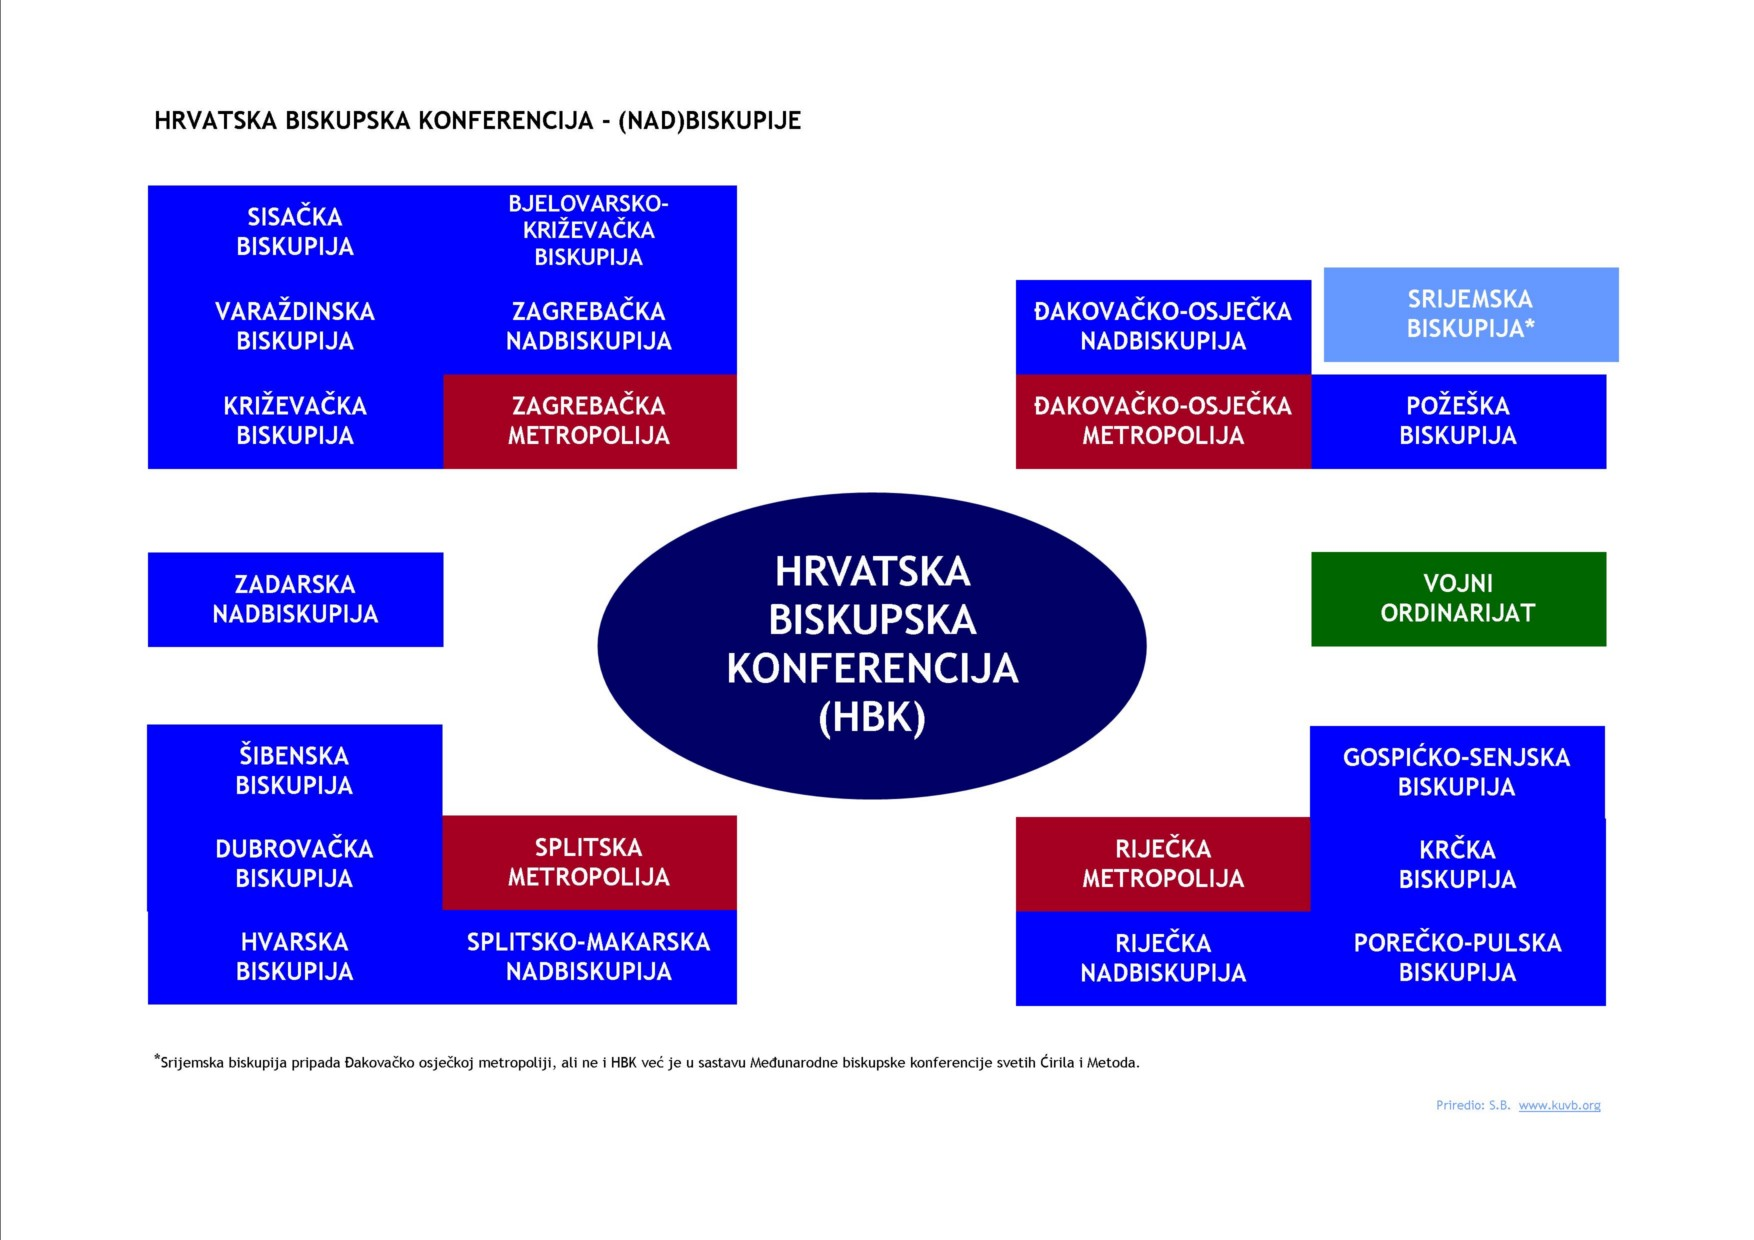 HRVATSKA BISKUPSKA KONFERENCIJA - (NAD)BISKUPIJE
SISAČKA
BISKUPIJA
BJELOVARSKO-
KRIŽEVAČKA
BISKUPIJA
VARAŽDINSKA
BISKUPIJA
ZAGREBAČKA
NADBISKUPIJA
KRIŽEVAČKA
BISKUPIJA
ZAGREBAČKA
METROPOLIJA
ĐAKOVAČKO-OSJEČKA
NADBISKUPIJA
SRIJEMSKA
BISKUPIJA*
ĐAKOVAČKO-OSJEČKA
METROPOLIJA
POŽEŠKA
BISKUPIJA
ZADARSKA
NADBISKUPIJA
HRVATSKA
BISKUPSKA
KONFERENCIJA
(HBK)
VOJNI
ORDINARIJAT
ŠIBENSKA
BISKUPIJA
DUBROVAČKA
BISKUPIJA
SPLITSKA
METROPOLIJA
HVARSKA
BISKUPIJA
SPLITSKO-MAKARSKA
NADBISKUPIJA
GOSPIĆKO-SENJSKA
BISKUPIJA
RIJEČKA
METROPOLIJA
KRČKA
BISKUPIJA
RIJEČKA
NADBISKUPIJA
POREČKO-PULSKA
BISKUPIJA
*Srijemska biskupija pripada Đakovačko osječkoj metropoliji, ali ne i HBK već je u sastavu Međunarodne biskupske konferencije svetih Ćirila i Metoda.
Priredio: S.B. www.kuvb.org